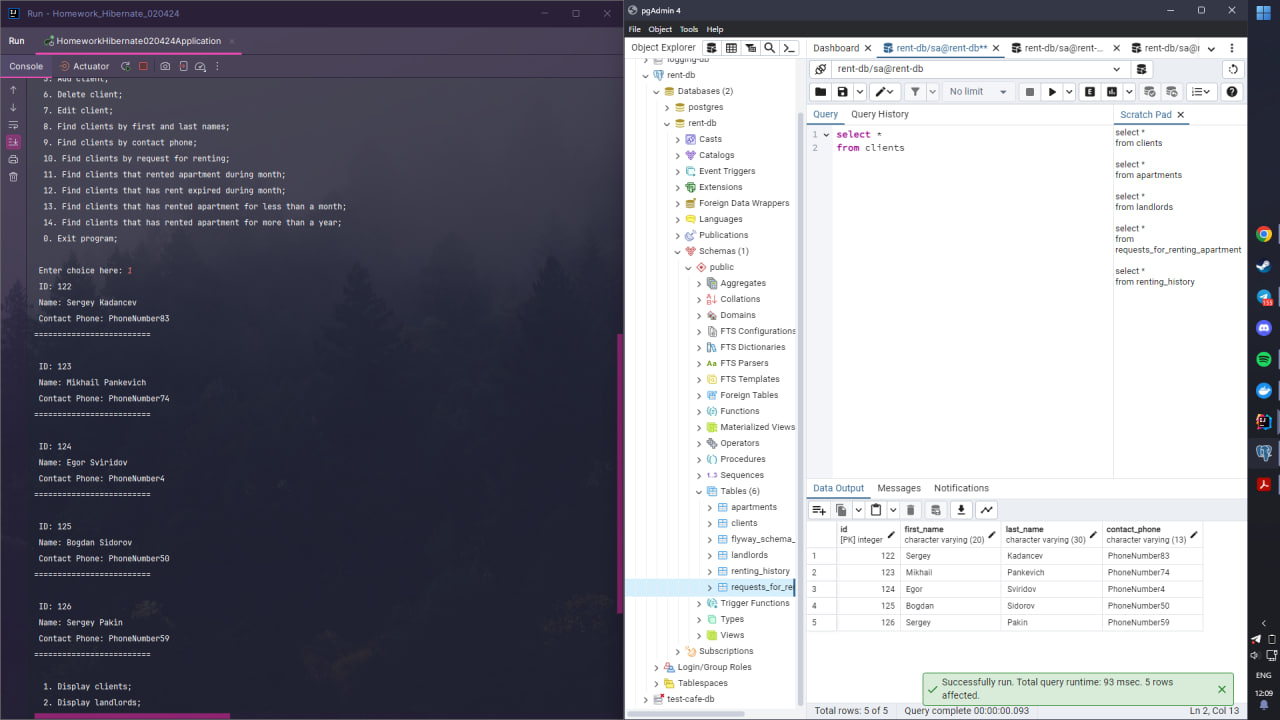 Run - Homework_Hibernate_020424
Run
HomeworkHibernate020424Application
Console
Actuator
5. Add client;
6. Delete client;
7. Edit client;
8. Find clients by first and last names;
9. Find clients by contact phone;
10. Find clients by request for renting;
11. Find clients that rented apartment during month;
12. Find clients that has rent expired during month;
13. Find clients that has rented apartment for less than a month;
14. Find clients that has rented apartment for more than a year;
0. Exit program;
Enter choice here: 1
ID: 122
Name: Sergey Kadancev
Contact Phone: PhoneNumber83
=========================
ID: 123
Name: Mikhail Pankevich
Contact Phone: PhoneNumber74
=========================
ID: 124
Name: Egor Sviridov
Contact Phone: PhoneNumber4
=========================
ID: 125
Name: Bogdan Sidorov
Contact Phone: PhoneNumber50
=========================
ID: 126
Name: Sergey Pakin
Contact Phone: PhoneNumber59
=========================
1. Display clients;
2. Display landlords;
pgAdmin 4
File Object Tools Help
Object Explorer
logging-db
rent-db
Databases (2)
postgres
rent-db
Casts
Catalogs
Event Triggers
Extensions
Foreign Data Wrappers
Languages
Publications
Schemas (1)
public
Aggregates
Collations
Domains
FTS Configurations
FTS Dictionaries
FTS Parsers
FTS Templates
Foreign Tables
Functions
Materialized Views
Operators
Procedures
1..3 Sequences
Tables (6)
apartments
clients
flyway_schema_
landlords
renting_history
requests_for_re
Trigger Functions
Types
Views
Subscriptions
Login/Group Roles
Tablespaces
test-cafe-db
Dashboard
rent-db/sa@rent-db**
rent-db/sa@rent-...
rent-db/sa@r
rent-db/sa@rent-db
No limit
E
Query Query History
1 select *
2 from clients
Scratch Pad
select *
from clients
select *
from apartments
select *
from landlords
select *
from
requests_for_renting_apartment
select *
from renting_history
Data Output Messages Notifications
id first_name last_name contact_phone
[PK] integer character varying (20) character varying (30) character varying (13)
1 122 Sergey Kadancev PhoneNumber83
2 123 Mikhail Pankevich PhoneNumber74
3 124 Egor Sviridov PhoneNumber4
4 125 Bogdan Sidorov PhoneNumber50
5 126 Sergey Pakin PhoneNumber59
Successfully run. Total query runtime: 93 msec. 5 rows
affected.
Total rows: 5 of 5 Query complete 00:00:00.093 Ln 2, Col 13
ENG
12:09